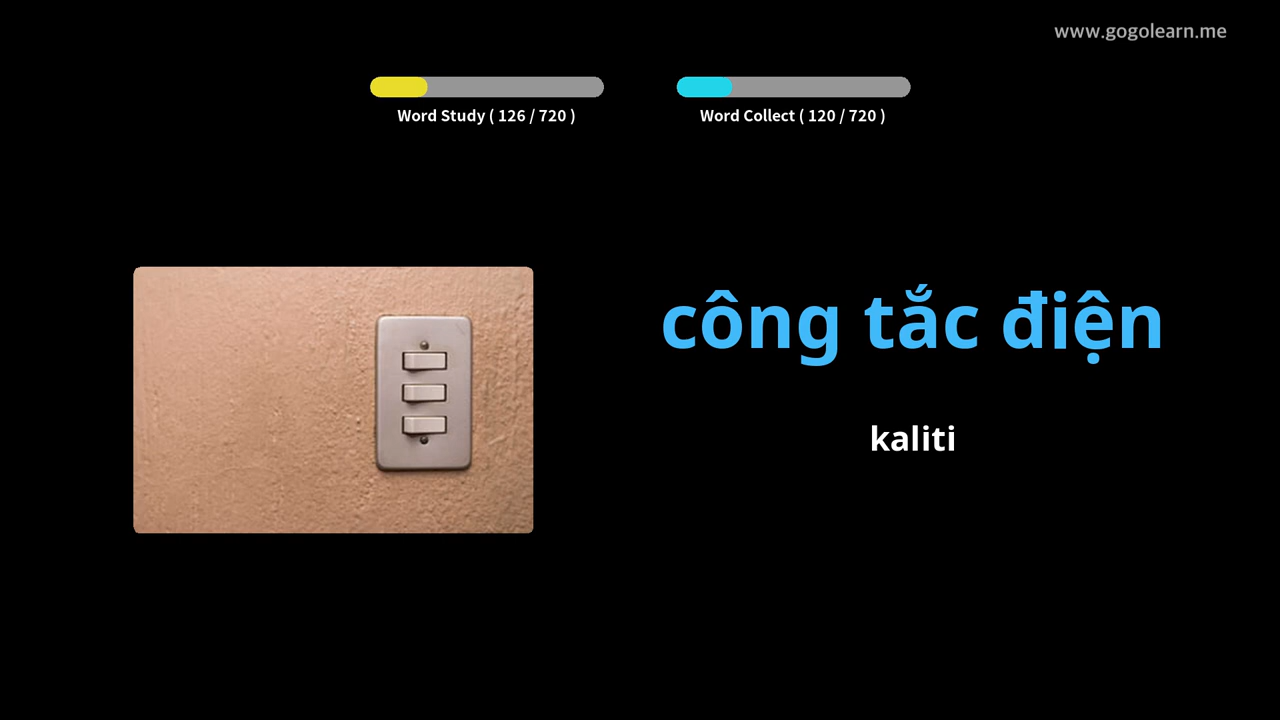 www.gogolearn.me
Word Study ( 126 / 720 )
Word Collect ( 120 / 720 )
công tắc điện
kaliti